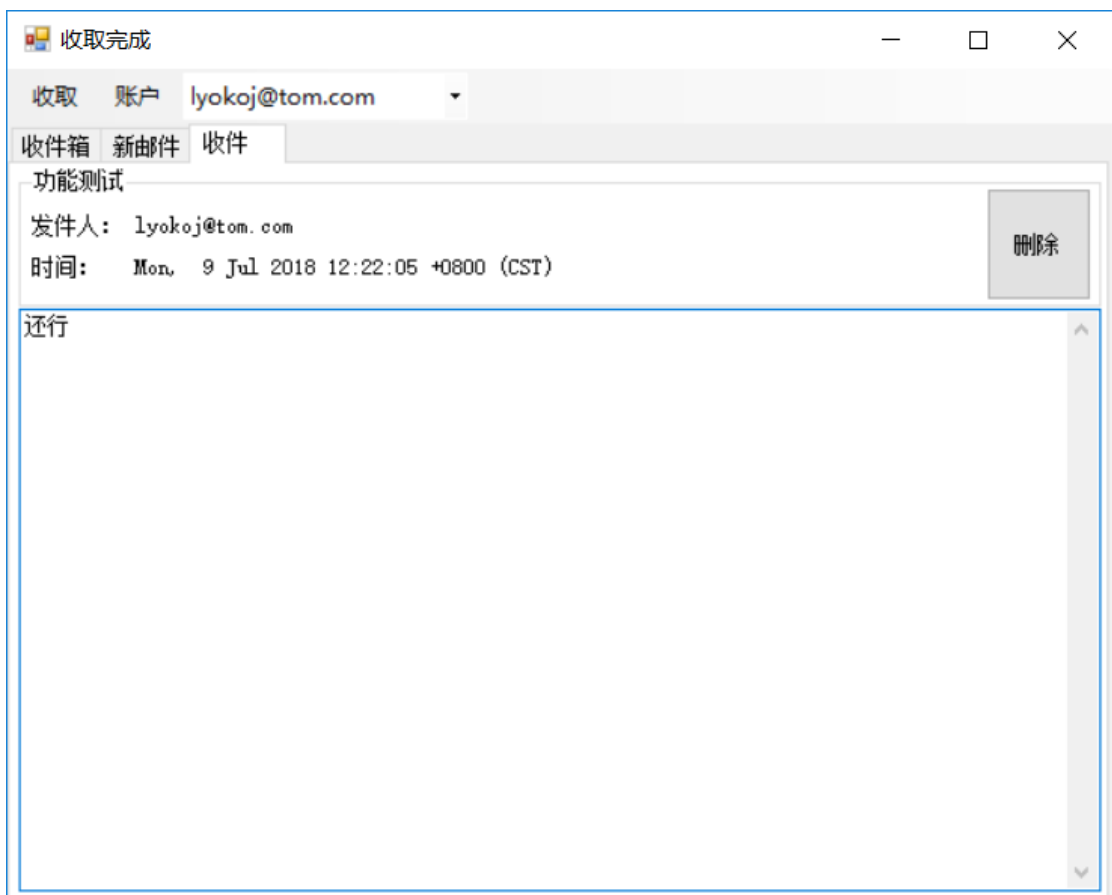 收取完成
收取 账户 lyokoj@tom.com
收件箱 新邮件 收件
功能测试
发件人: lyokoj@tom.com
时间: Mon, 9 Jul 2018 12:22:05 +0800 (CST)
删除
还行